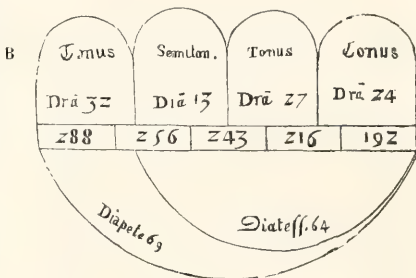 B
Tonus Semiton. Tonus Tonus
Drā 32 Diā 13 Drā 27 Drā 24
288 256 243 216 192
Diapete 69 Diatess. 64